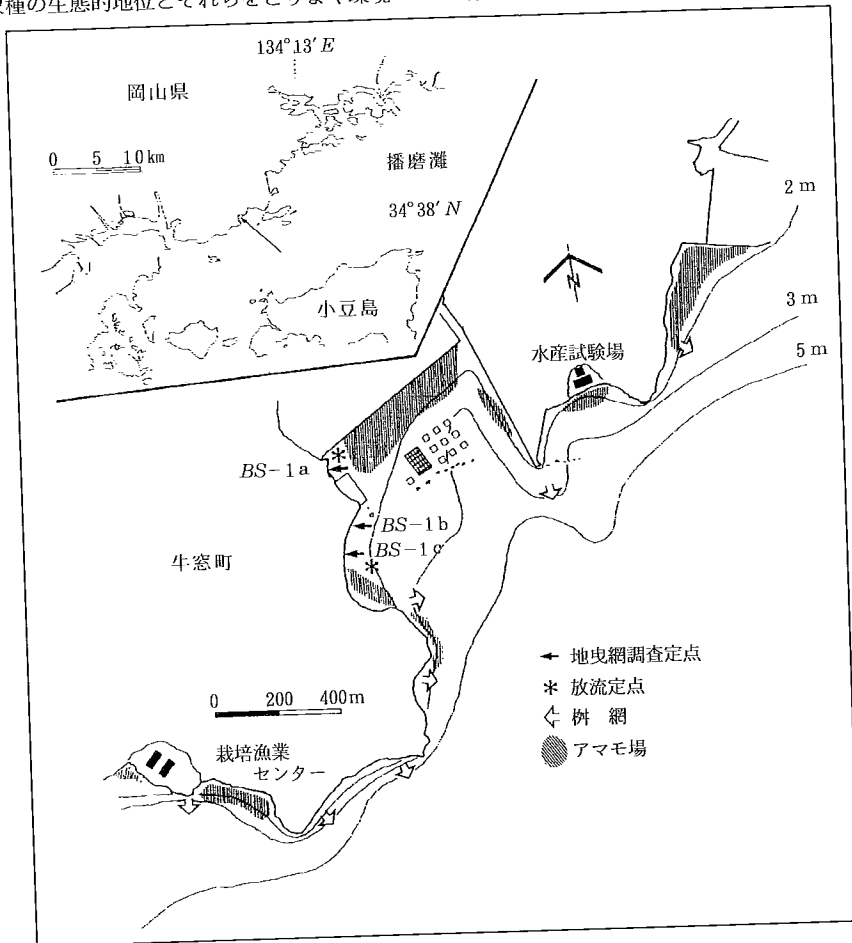 種の生態的地位とそれらをとりまく環境
134°13′E
岡山県
0 5 10km
播磨灘
34°38′N
小豆島
2 m
3 m
5 m
N
水産試験場
BS-1a
BS-1b
BS-1c
牛窓町
← 地曳網調査定点
* 放流定点
桝 網
アマモ場
0 200 400m
栽培漁業
センター